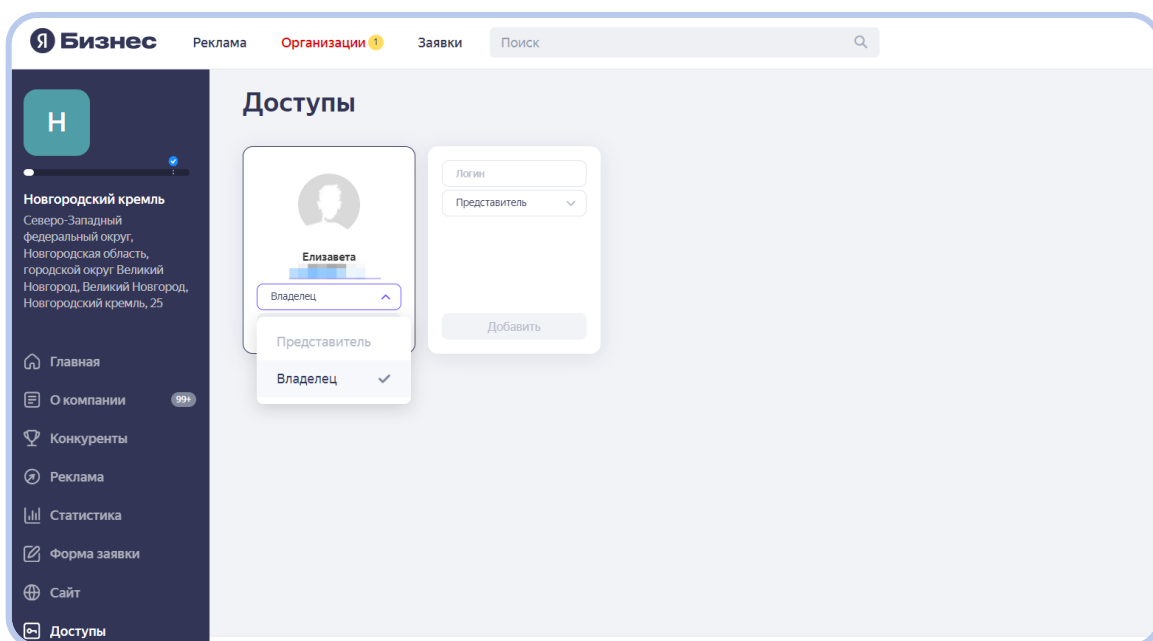 Я Бизнес
Реклама
Организации 1
Заявки
Поиск
Н
Новгородский кремль
Северо-Западный
федеральный округ,
Новгородская область,
городской округ Великий
Новгород, Великий Новгород,
Новгородский кремль, 25
Главная
О компании 99+
Конкуренты
Реклама
Статистика
Форма заявки
Сайт
Доступы
Доступы
Елизавета
Владелец
Представитель
Владелец
Логин
Представитель
Добавить